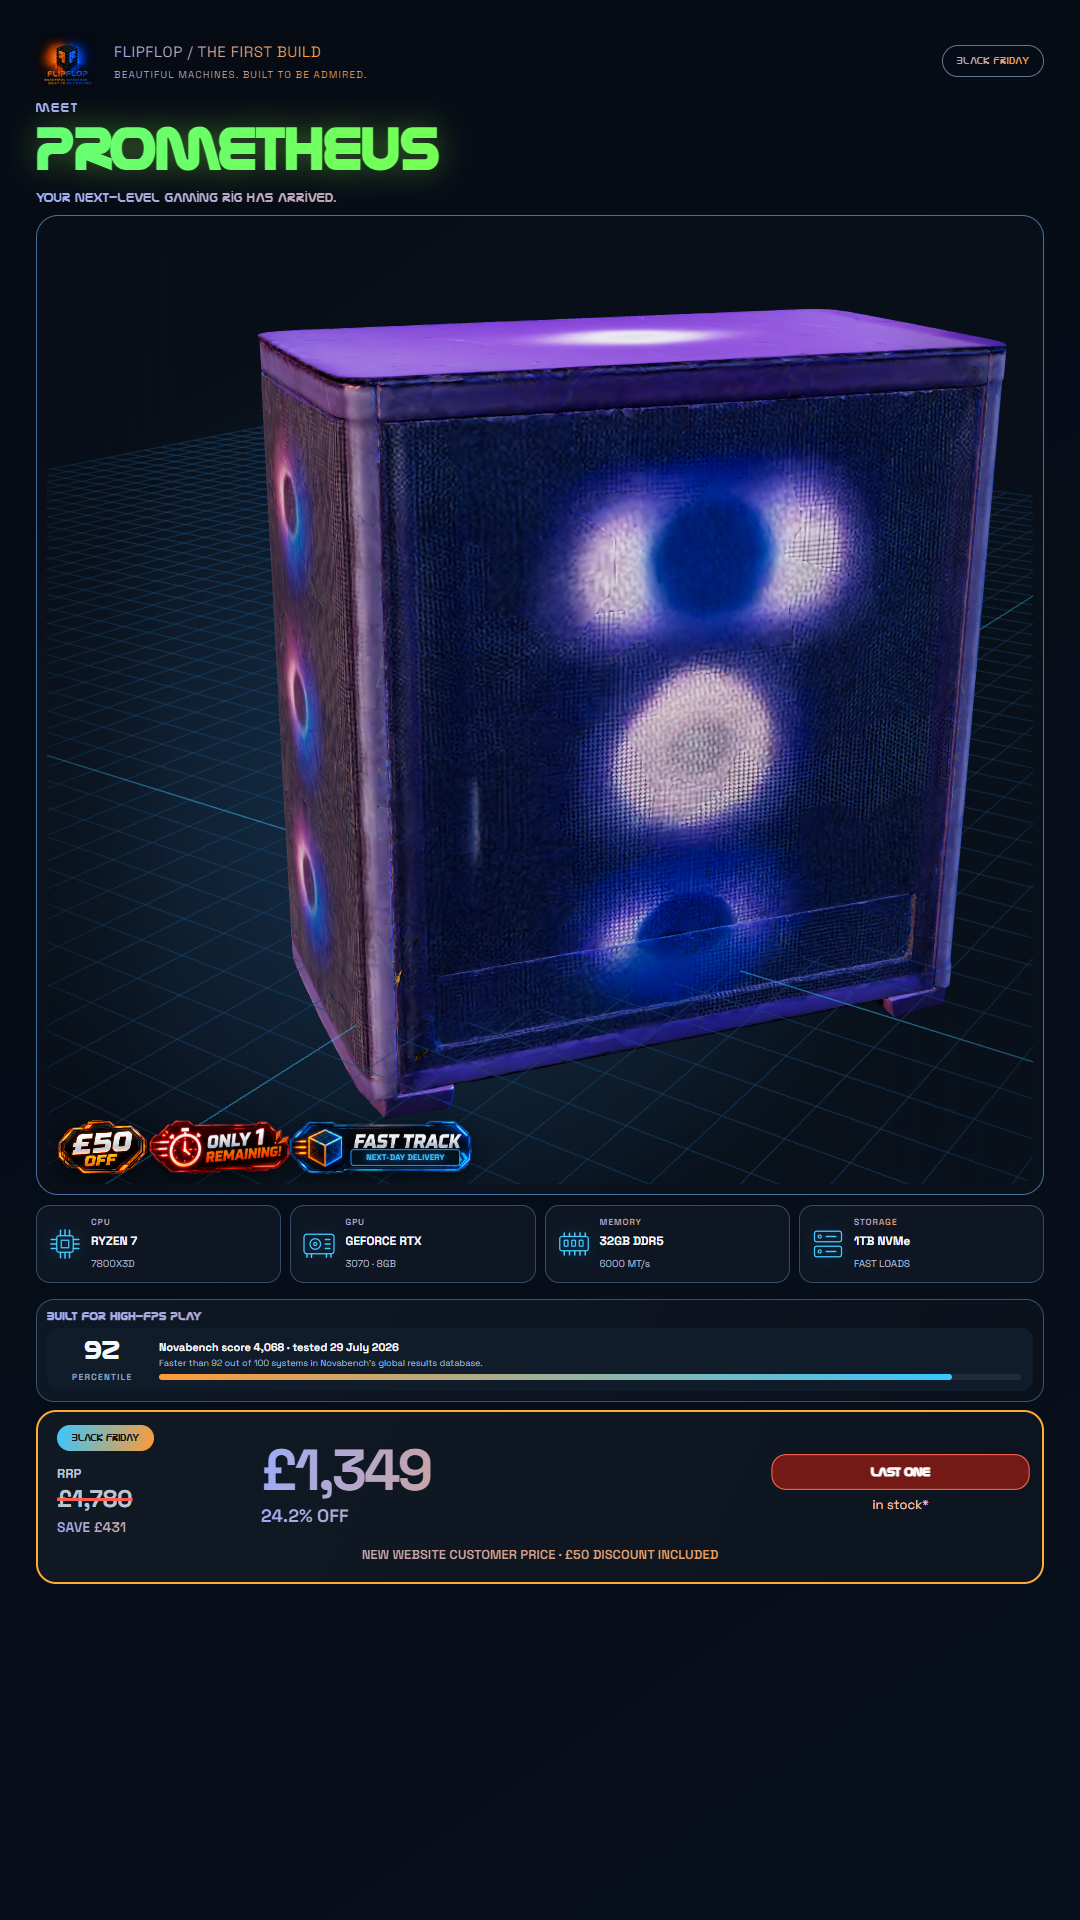 FLIPFLOP
FLIPFLOP / THE FIRST BUILD
BEAUTIFUL MACHINES. BUILT TO BE ADMIRED.
BLACK FRIDAY
MEET
PROMETHEUS
YOUR NEXT-LEVEL GAMING RIG HAS ARRIVED.
£50
OFF
ONLY 1
REMAINING!
FAST TRACK
NEXT-DAY DELIVERY
CPU
RYZEN 7
7800X3D
GPU
GEFORCE RTX
3070 · 8GB
MEMORY
32GB DDR5
6000 MT/s
STORAGE
1TB NVMe
FAST LOADS
BUILT FOR HIGH-FPS PLAY
92
PERCENTILE
Novabench score 4,068 · tested 29 July 2026
Faster than 92 out of 100 systems in Novabench's global results database.
BLACK FRIDAY
RRP
£1,780
SAVE £431
£1,349
24.2% OFF
LAST ONE
in stock*
NEW WEBSITE CUSTOMER PRICE · £50 DISCOUNT INCLUDED